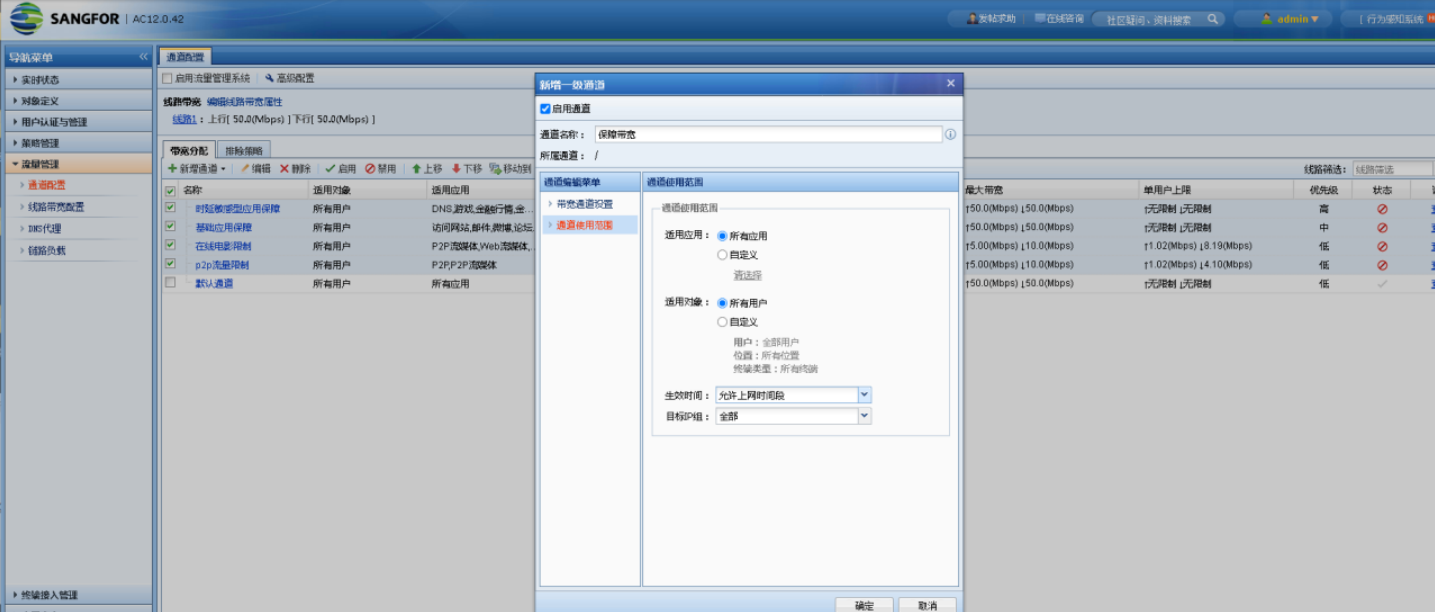 SANGFOR | AC12.0.42
发帖求助 在线咨询 社区疑问、资料搜索 admin [ 行为感知系统
导航菜单
实时状态
对象定义
用户认证与管理
策略管理
流量管理
通道配置
线路带宽配置
DNS代理
链路负载
终端接入管理
通道配置
启用流量管理系统 高级配置
线路带宽 编辑线路带宽属性
线路1：上行[ 50.0(Mbps) ]下行[ 50.0(Mbps) ]
带宽分配 排除策略
新增通道 编辑 删除 启用 禁用 上移 下移 移动到 线路筛选： 线路筛选
名称 适用对象 适用应用 最大带宽 单用户上限 优先级 状态
时延敏感型应用保障 所有用户 DNS,游戏,金融行情,金... ↑50.0(Mbps) ↓50.0(Mbps) ↑无限制 ↓无限制 高
基础应用保障 所有用户 访问网站,邮件,微博,论坛 ↑50.0(Mbps) ↓50.0(Mbps) ↑无限制 ↓无限制 中
在线电影限制 所有用户 P2P流媒体,Web流媒体, ↑5.00(Mbps) ↓10.0(Mbps) ↑1.02(Mbps) ↓8.19(Mbps) 低
p2p流量限制 所有用户 P2P,P2P流媒体 ↑5.00(Mbps) ↓10.0(Mbps) ↑1.02(Mbps) ↓4.10(Mbps) 低
默认通道 所有用户 所有应用 ↑50.0(Mbps) ↓50.0(Mbps) ↑无限制 ↓无限制 低
新增一级通道
启用通道
通道名称： 保障带宽
所属通道： /
通道编辑菜单
带宽通道设置
通道使用范围
通道使用范围
通道使用范围
适用应用： 所有应用
自定义
请选择
适用对象： 所有用户
自定义
用户：全部用户
位置：所有位置
终端类型：所有终端
生效时间： 允许上网时间段
目标IP组： 全部
确定 取消